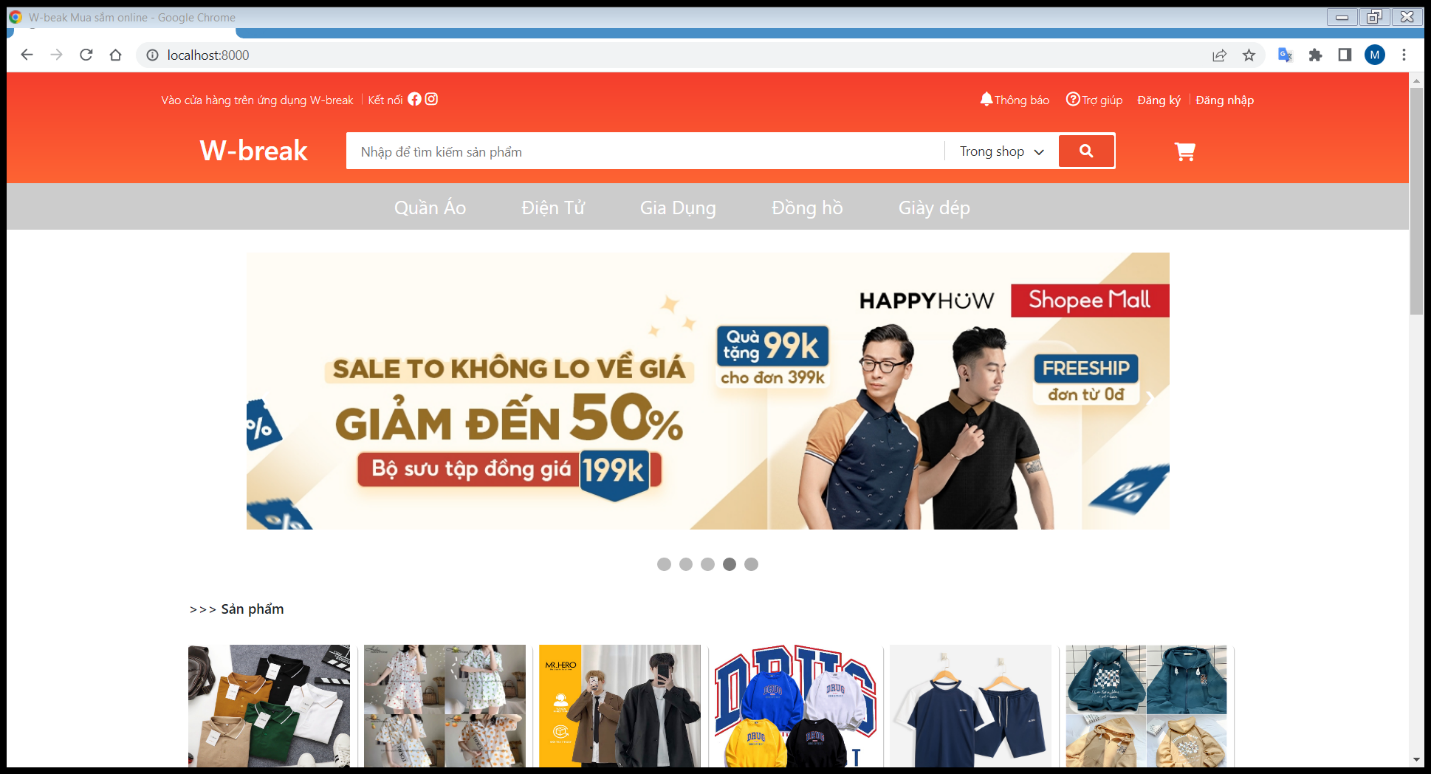 W-beak Mua sắm online - Google Chrome
localhost:8000
M
Vào cửa hàng trên ứng dụng W-break Kết nối
Thông báo Trợ giúp Đăng ký Đăng nhập
W-break
Nhập để tìm kiếm sản phẩm
Trong shop
Quần Áo Điện Tử Gia Dụng Đồng hồ Giày dép
HAPPYHOW Shopee Mall
Quà tặng 99k
cho đơn 399k
SALE TO KHÔNG LO VỀ GIÁ
GIẢM ĐẾN 50%
Bộ sưu tập đồng giá 199k
FREESHIP
đơn từ 0đ
%
%
%
>>> Sản phẩm
MR.HERO
DRUG
DRUG
DRUG
DRUG
DRUG